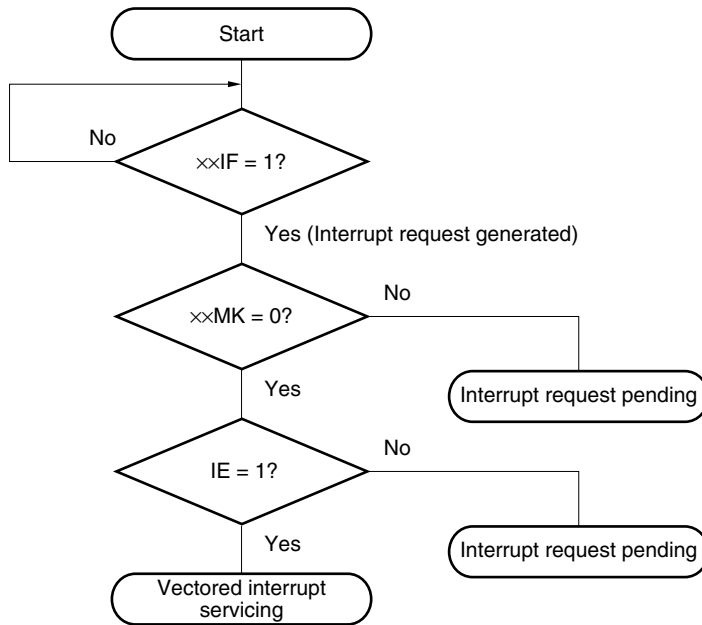 Start
No
××IF = 1?
Yes (Interrupt request generated)
××MK = 0?
No
Yes
Interrupt request pending
IE = 1?
No
Yes
Interrupt request pending
Vectored interrupt
servicing